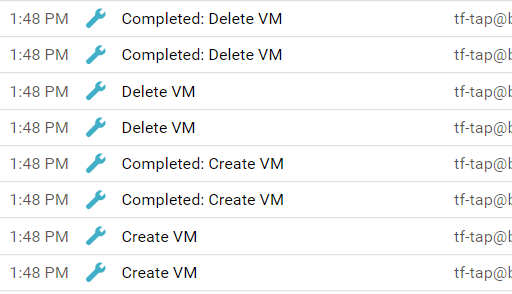 1:48 PM Completed: Delete VM tf-tap@
1:48 PM Completed: Delete VM tf-tap@
1:48 PM Delete VM tf-tap@
1:48 PM Delete VM tf-tap@
1:48 PM Completed: Create VM tf-tap@
1:48 PM Completed: Create VM tf-tap@
1:48 PM Create VM tf-tap@
1:48 PM Create VM tf-tap@